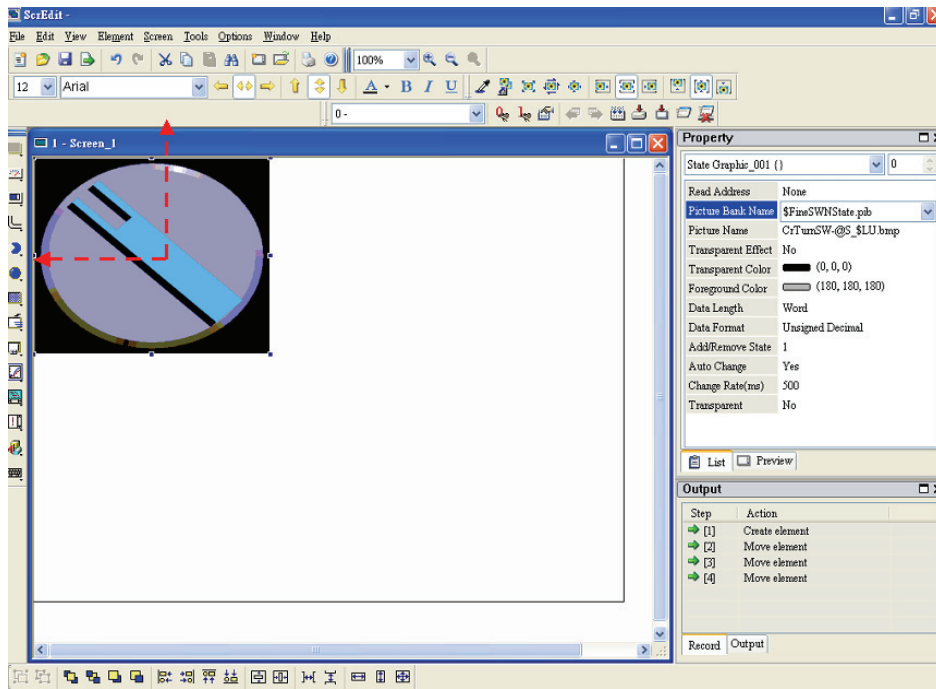 ScrEdit -
File Edit View Element Screen Tools Options Window Help
100%
12 Arial A B I U
0 -
1 - Screen_1
Property
State Graphic_001 {} 0
Read Address None
Picture Bank Name $FineSWNState.pib
Picture Name CrTurnSW-@S_$LU.bmp
Transparent Effect No
Transparent Color (0, 0, 0)
Foreground Color (180, 180, 180)
Data Length Word
Data Format Unsigned Decimal
Add/Remove State 1
Auto Change Yes
Change Rate(ms) 500
Transparent No
List Preview
Output
Step Action
[1] Create element
[2] Move element
[3] Move element
[4] Move element
Record Output